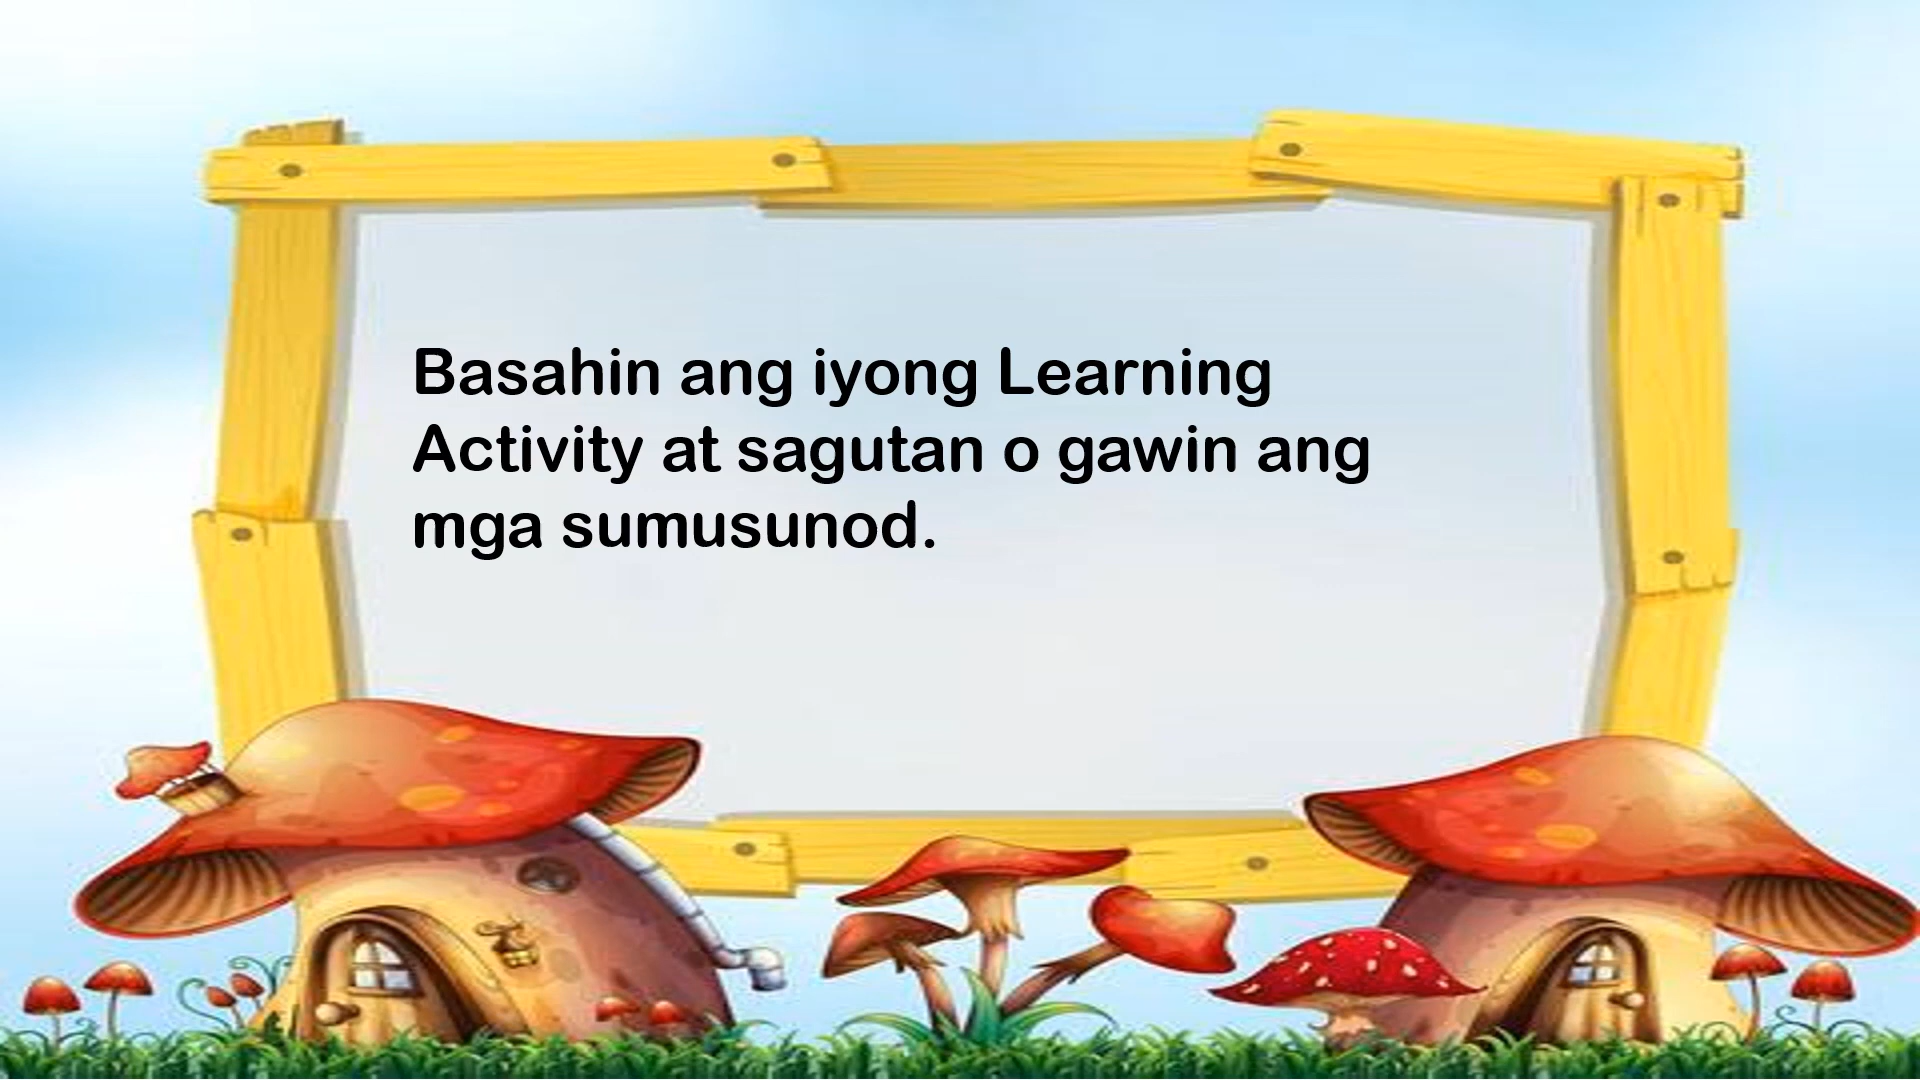 Basahin ang iyong Learning
Activity at sagutan o gawin ang
mga sumusunod.